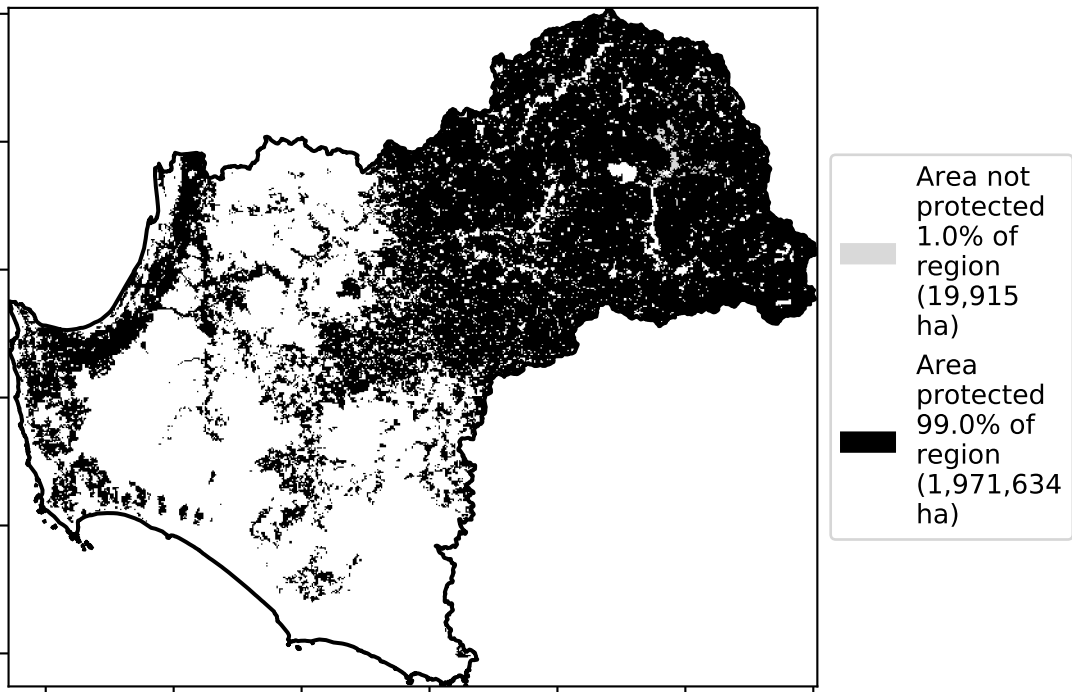 Area not
protected
1.0% of
region
(19,915
ha)
Area
protected
99.0% of
region
(1,971,634
ha)